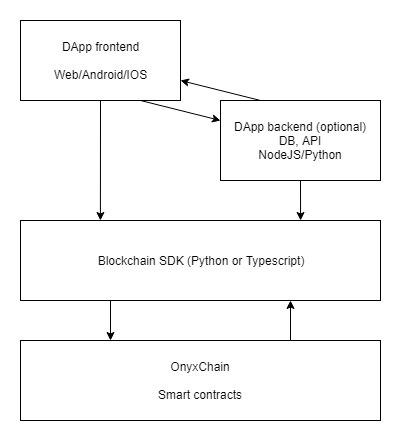 DApp frontend
Web/Android/IOS
DApp backend (optional)
DB, API
NodeJS/Python
Blockchain SDK (Python or Typescript)
OnyxChain
Smart contracts